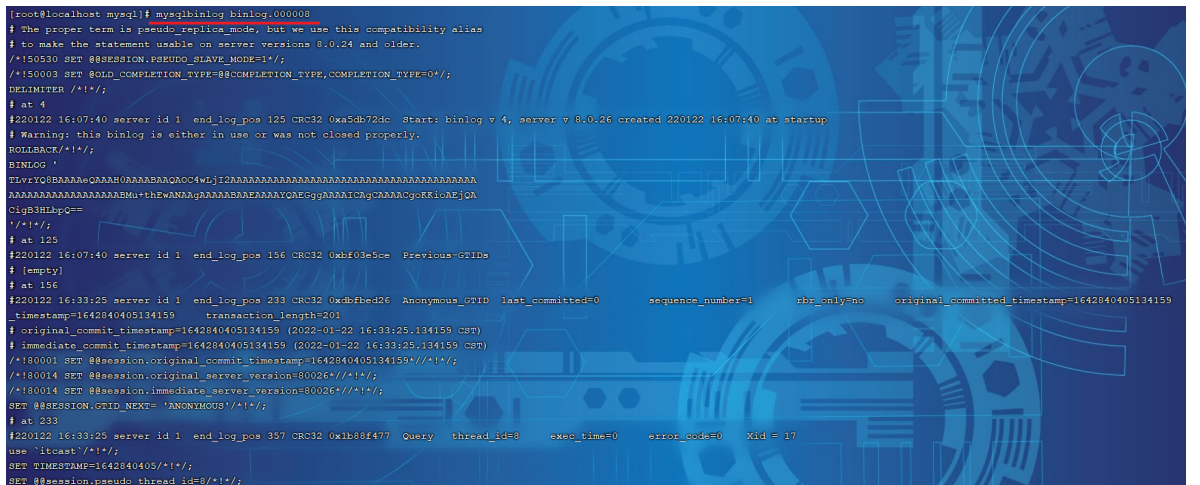 [root@localhost mysql]# mysqlbinlog binlog.000008
# The proper term is pseudo_replica_mode, but we use this compatibility alias
# to make the statement usable on server versions 8.0.24 and older.
/*!50530 SET @@SESSION.PSEUDO_SLAVE_MODE=1*/;
/*!50003 SET @OLD_COMPLETION_TYPE=@@COMPLETION_TYPE,COMPLETION_TYPE=0*/;
DELIMITER /*!*/;
# at 4
#220122 16:07:40 server id 1  end_log_pos 125 CRC32 0xa5db72dc  Start: binlog v 4, server v 8.0.26 created 220122 16:07:40 at startup
# Warning: this binlog is either in use or was not closed properly.
ROLLBACK/*!*/;
BINLOG '
TLvrYQ8BAAAAeQAAAH0AAAABAAQAOC4wLjI2AAAAAAAAAAAAAAAAAAAAAAAAAAAAAAAAAAAAAAAA
AAAAAAAAAAAAAAAAAABMu+thEwANAAgAAAAABAAEAAAAYQAEGggAAAAICAgCAAAACgoKKioAEjQA
CigB3HLbpQ==
'/*!*/;
# at 125
#220122 16:07:40 server id 1  end_log_pos 156 CRC32 0xbf03e5ce  Previous-GTIDs
# [empty]
# at 156
#220122 16:33:25 server id 1  end_log_pos 233 CRC32 0xdbfbed26  Anonymous_GTID  last_committed=0  sequence_number=1  rbr_only=no  original_committed_timestamp=1642840405134159
_timestamp=1642840405134159  transaction_length=201
# original_commit_timestamp=1642840405134159 (2022-01-22 16:33:25.134159 CST)
# immediate_commit_timestamp=1642840405134159 (2022-01-22 16:33:25.134159 CST)
/*!80001 SET @@session.original_commit_timestamp=1642840405134159*//*!*/;
/*!80014 SET @@session.original_server_version=80026*//*!*/;
/*!80014 SET @@session.immediate_server_version=80026*//*!*/;
SET @@SESSION.GTID_NEXT= 'ANONYMOUS'/*!*/;
# at 233
#220122 16:33:25 server id 1  end_log_pos 357 CRC32 0x1b88f477  Query  thread_id=8  exec_time=0  error_code=0  Xid = 17
use `itcast`/*!*/;
SET TIMESTAMP=1642840405/*!*/;
SET @@session.pseudo_thread_id=8/*!*/;